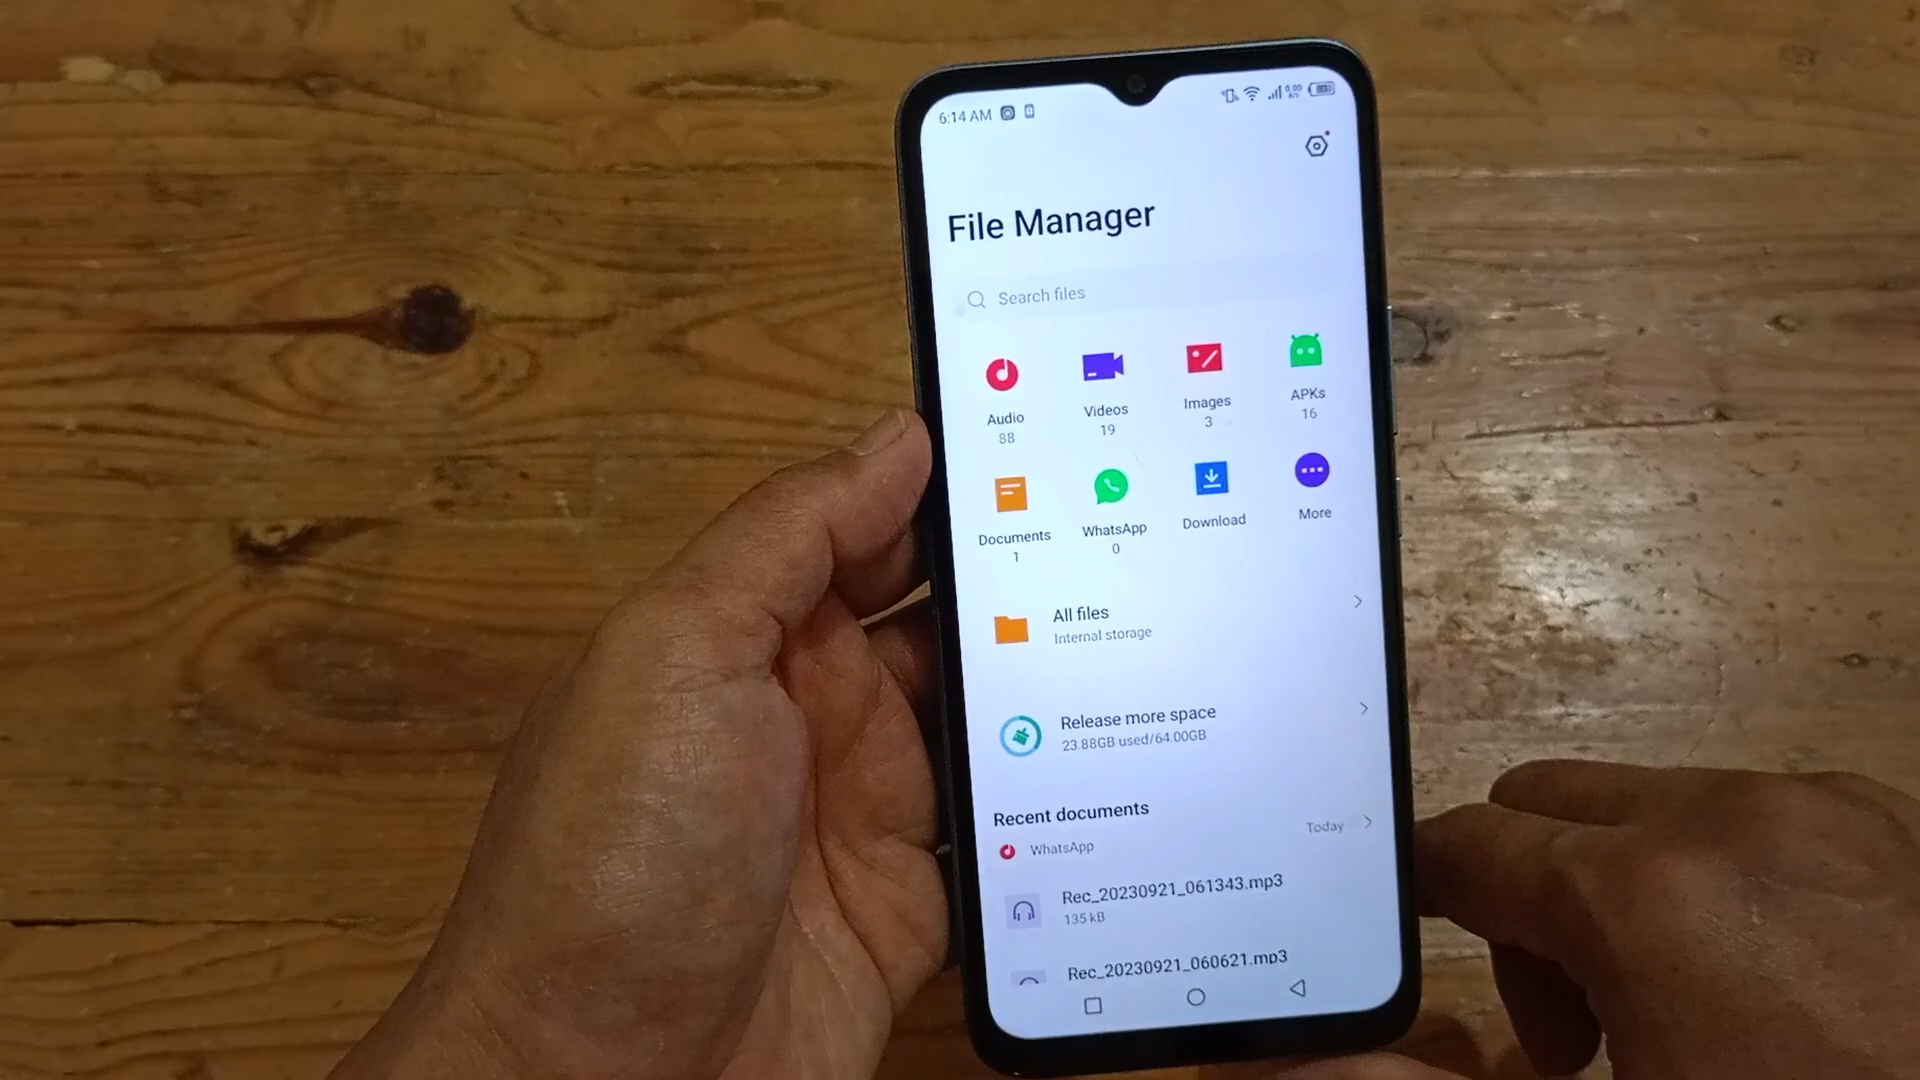 6:14 AM
File Manager
Search files
Audio
88
Videos
19
Images
3
APKs
16
Documents
1
WhatsApp
0
Download
More
All files
Internal storage
Release more space
23.88GB used/64.00GB
Recent documents
Today
WhatsApp
Rec_20230921_061343.mp3
135 kB
Rec_20230921_060621.mp3